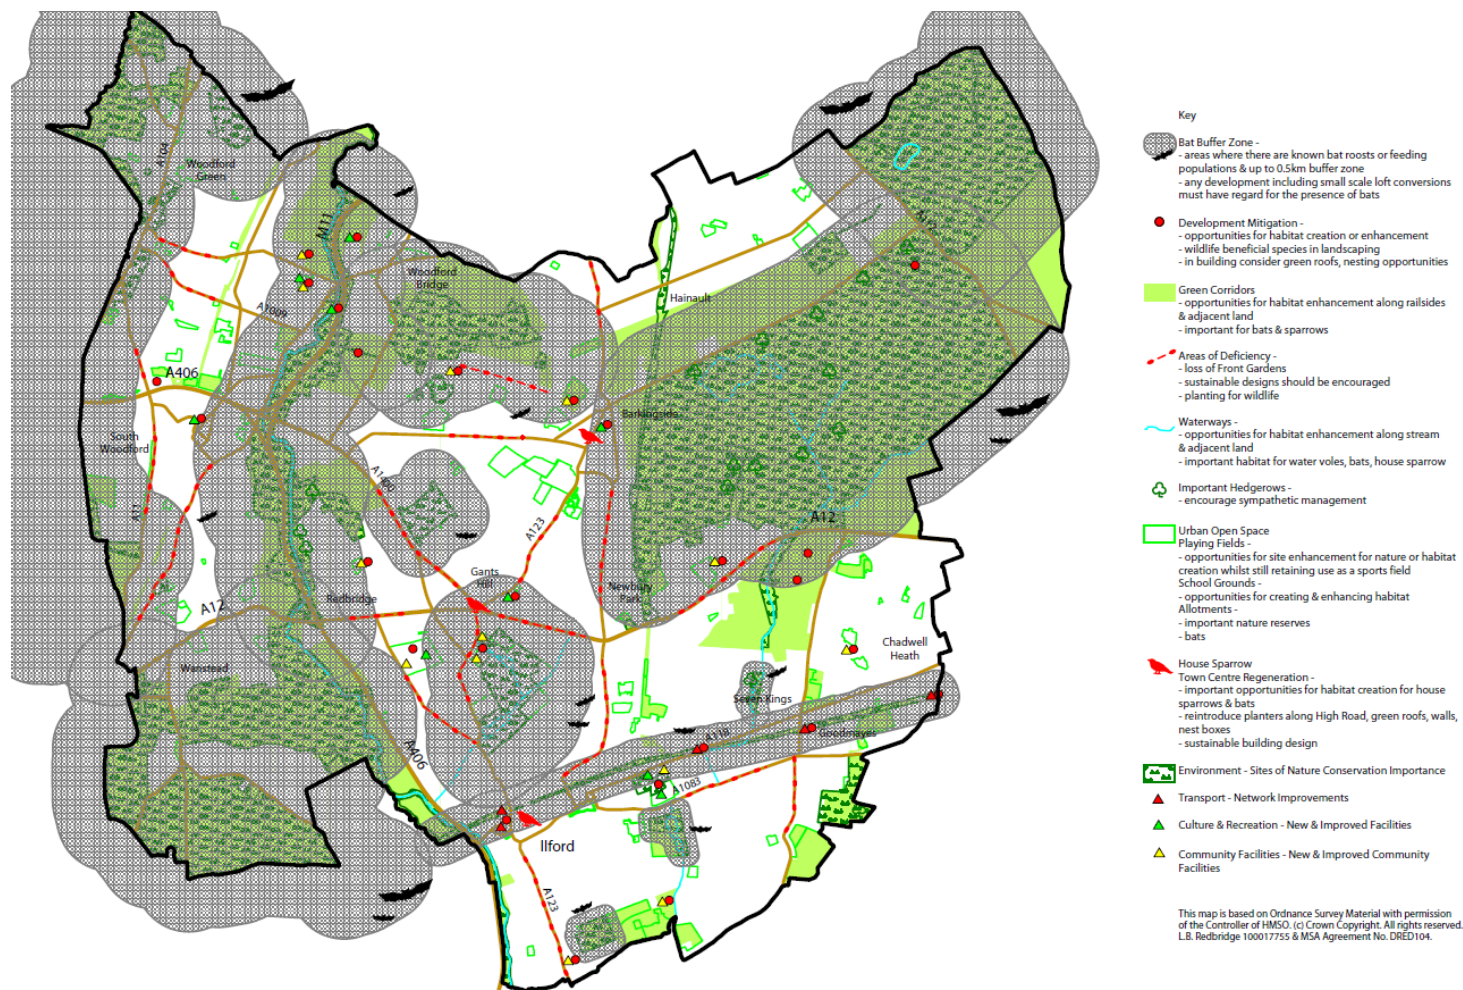 A104
Woodford
Green
M11
Woodford
Bridge
A1009
Hainault
A112
A406
South
Woodford
Barkingside
A1400
A11
A123
A12
A12
Gants
Hill
Redbridge
Newbury
Park
Wanstead
Chadwell
Heath
Seven Kings
A118
Goodmayes
A406
A1083
Ilford
A123
Key
Bat Buffer Zone -
- areas where there are known bat roosts or feeding
populations & up to 0.5km buffer zone
- any development including small scale loft conversions
must have regard for the presence of bats
Development Mitigation -
- opportunities for habitat creation or enhancement
- wildlife beneficial species in landscaping
- in building consider green roofs, nesting opportunities
Green Corridors
- opportunities for habitat enhancement along railsides
& adjacent land
- important for bats & sparrows
Areas of Deficiency -
- loss of Front Gardens
- sustainable designs should be encouraged
- planting for wildlife
Waterways -
- opportunities for habitat enhancement along stream
& adjacent land
- important habitat for water voles, bats, house sparrow
Important Hedgerows -
- encourage sympathetic management
Urban Open Space
Playing Fields -
- opportunities for site enhancement for nature or habitat
creation whilst still retaining use as a sports field
School Grounds -
- opportunities for creating & enhancing habitat
Allotments -
- important nature reserves
- bats
House Sparrow
Town Centre Regeneration -
- important opportunities for habitat creation for house
sparrows & bats
- reintroduce planters along High Road, green roofs, walls,
nest boxes
- sustainable building design
Environment - Sites of Nature Conservation Importance
Transport - Network Improvements
Culture & Recreation - New & Improved Facilities
Community Facilities - New & Improved Community
Facilities
This map is based on Ordnance Survey Material with permission
of the Controller of HMSO. (c) Crown Copyright. All rights reserved.
L.B. Redbridge 100017755 & MSA Agreement No. DRED104.